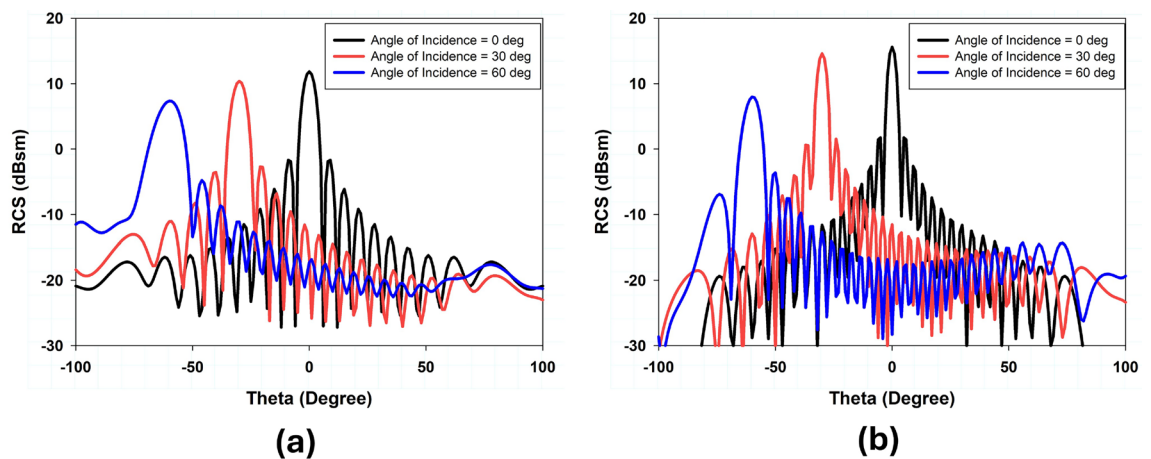 20
10
0
-10
-20
-30
-100
-50
0
50
100
RCS (dBsm)
Theta (Degree)
Angle of Incidence = 0 deg
Angle of Incidence = 30 deg
Angle of Incidence = 60 deg
(a)
20
10
0
-10
-20
-30
-100
-50
0
50
100
RCS (dBsm)
Theta (Degree)
Angle of Incidence = 0 deg
Angle of Incidence = 30 deg
Angle of Incidence = 60 deg
(b)